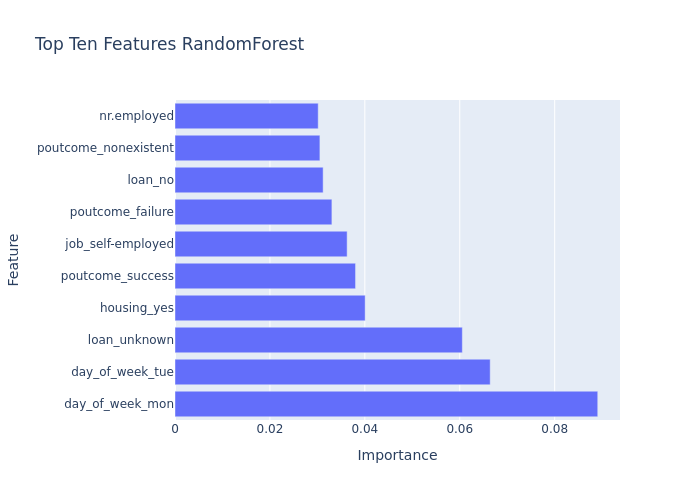 Top Ten Features RandomForest
nr.employed
poutcome_nonexistent
loan_no
poutcome_failure
job_self-employed
poutcome_success
housing_yes
loan_unknown
day_of_week_tue
day_of_week_mon
Feature
0 0.02 0.04 0.06 0.08
Importance